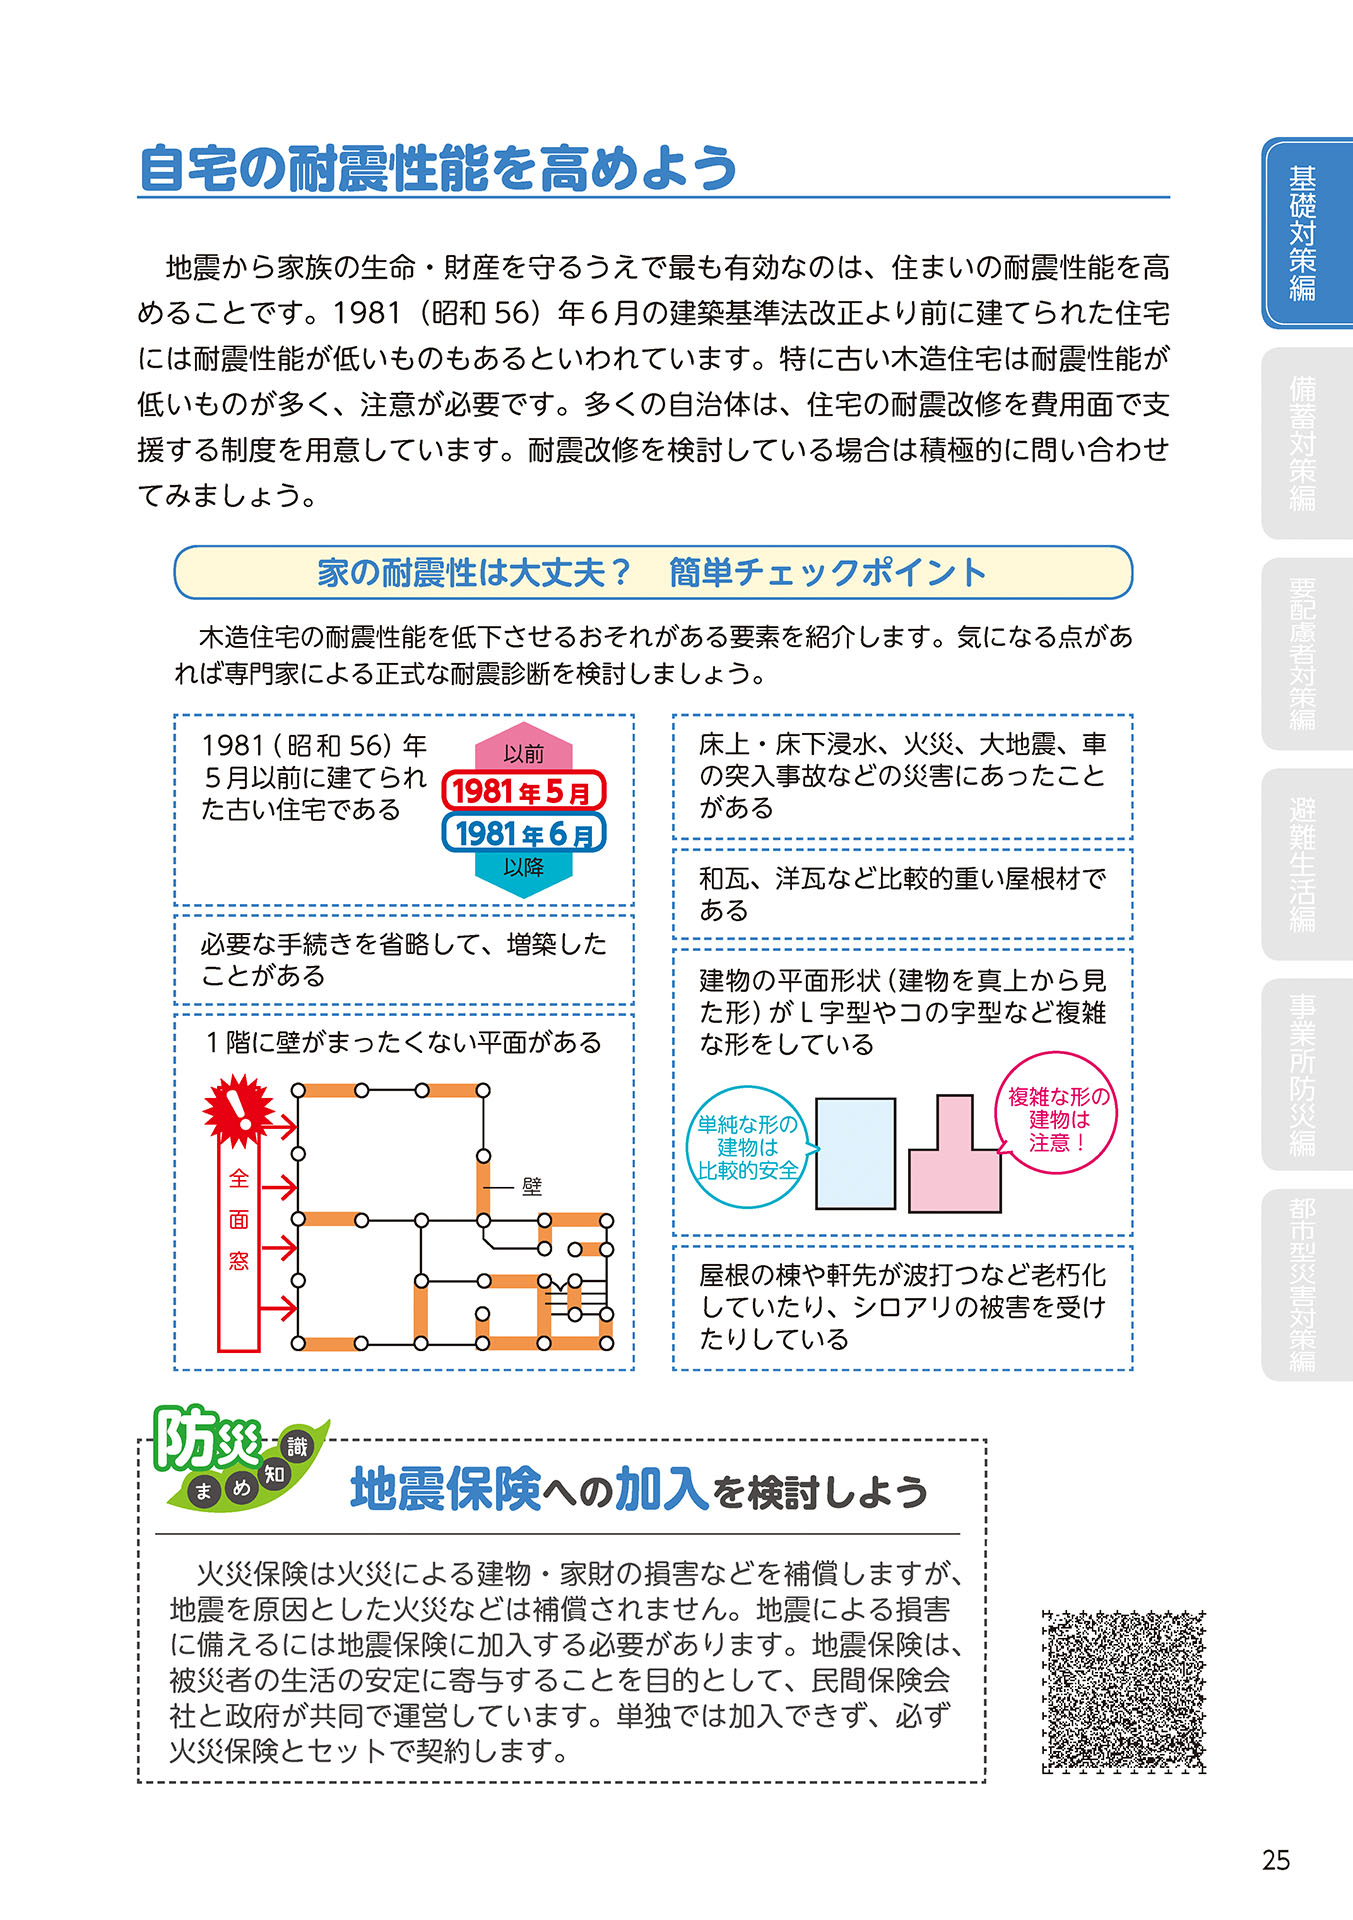 自宅の耐震性能を高めよう
地震から家族の生命・財産を守るうえで最も有効なのは、住まいの耐震性能を高
めることです。1981（昭和 56）年６月の建築基準法改正より前に建てられた住宅
には耐震性能が低いものもあるといわれています。特に古い木造住宅は耐震性能が
低いものが多く、注意が必要です。多くの自治体は、住宅の耐震改修を費用面で支
援する制度を用意しています。耐震改修を検討している場合は積極的に問い合わせ
てみましょう。
家の耐震性は大丈夫？　簡単チェックポイント
木造住宅の耐震性能を低下させるおそれがある要素を紹介します。気になる点があ
れば専門家による正式な耐震診断を検討しましょう。
1981（昭和 56）年
５月以前に建てられ
た古い住宅である
以前
1981年5月
1981年6月
以降
必要な手続きを省略して、増築した
ことがある
１階に壁がまったくない平面がある
全面窓
壁
床上・床下浸水、火災、大地震、車
の突入事故などの災害にあったこと
がある
和瓦、洋瓦など比較的重い屋根材で
ある
建物の平面形状（建物を真上から見
た形）がＬ字型やコの字型など複雑
な形をしている
単純な形の
建物は
比較的安全
複雑な形の
建物は
注意！
屋根の棟や軒先が波打つなど老朽化
していたり、シロアリの被害を受け
たりしている
防災
まめ知識
地震保険への加入を検討しよう
火災保険は火災による建物・家財の損害などを補償しますが、
地震を原因とした火災などは補償されません。地震による損害
に備えるには地震保険に加入する必要があります。地震保険は、
被災者の生活の安定に寄与することを目的として、民間保険会
社と政府が共同で運営しています。単独では加入できず、必ず
火災保険とセットで契約します。
基礎対策編
備蓄対策編
要配慮者対策編
避難生活編
事業所防災編
都市型災害対策編
25